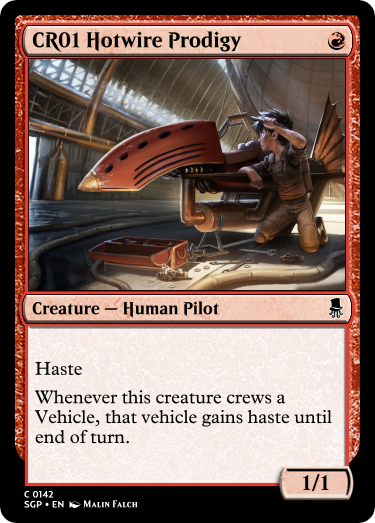 CR01 Hotwire Prodigy
Creature — Human Pilot
Haste
Whenever this creature crews a
Vehicle, that vehicle gains haste until
end of turn.
1/1
C 0142
SGP • EN Malin Falch